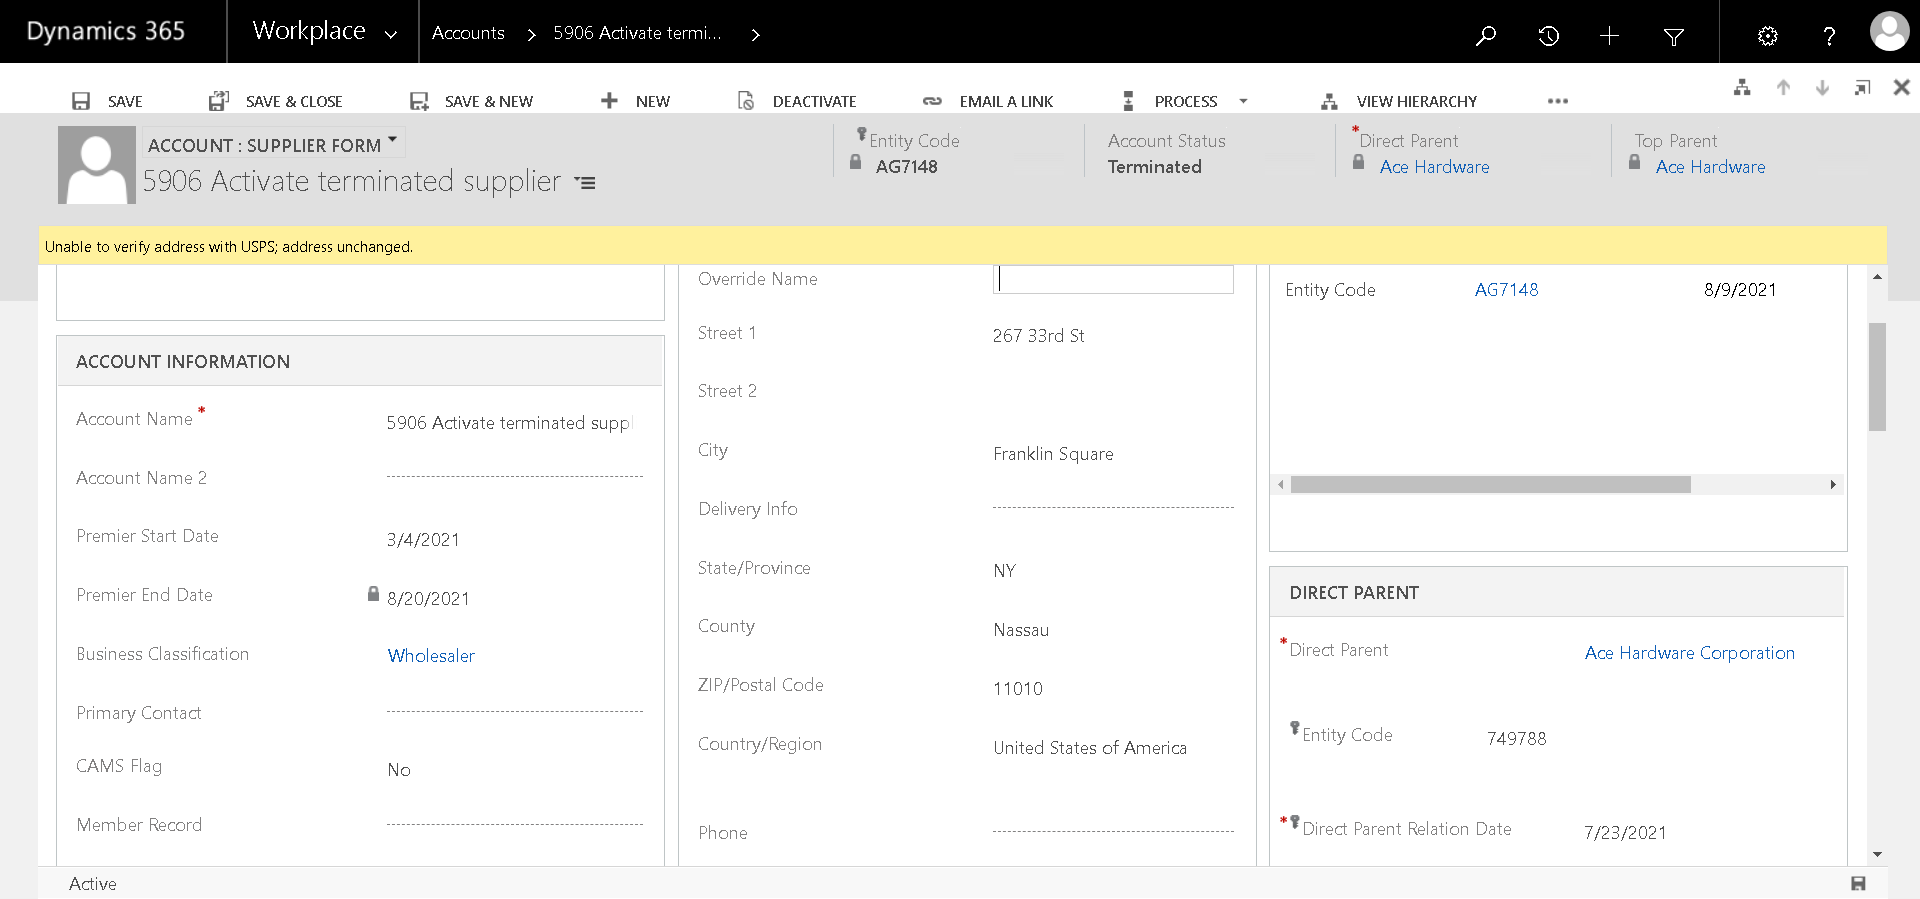 Dynamics 365
Workplace
Accounts
5906 Activate termi...
SAVE
SAVE & CLOSE
SAVE & NEW
NEW
DEACTIVATE
EMAIL A LINK
PROCESS
VIEW HIERARCHY
ACCOUNT : SUPPLIER FORM
5906 Activate terminated supplier
Entity Code
AG7148
Account Status
Terminated
*Direct Parent
Ace Hardware
Top Parent
Ace Hardware
Unable to verify address with USPS; address unchanged.
ACCOUNT INFORMATION
Account Name *
5906 Activate terminated suppl
Account Name 2
Premier Start Date
3/4/2021
Premier End Date
8/20/2021
Business Classification
Wholesaler
Primary Contact
CAMS Flag
No
Member Record
Override Name
Street 1
267 33rd St
Street 2
City
Franklin Square
Delivery Info
State/Province
NY
County
Nassau
ZIP/Postal Code
11010
Country/Region
United States of America
Phone
Entity Code
AG7148
8/9/2021
DIRECT PARENT
*Direct Parent
Ace Hardware Corporation
Entity Code
749788
*Direct Parent Relation Date
7/23/2021
Active